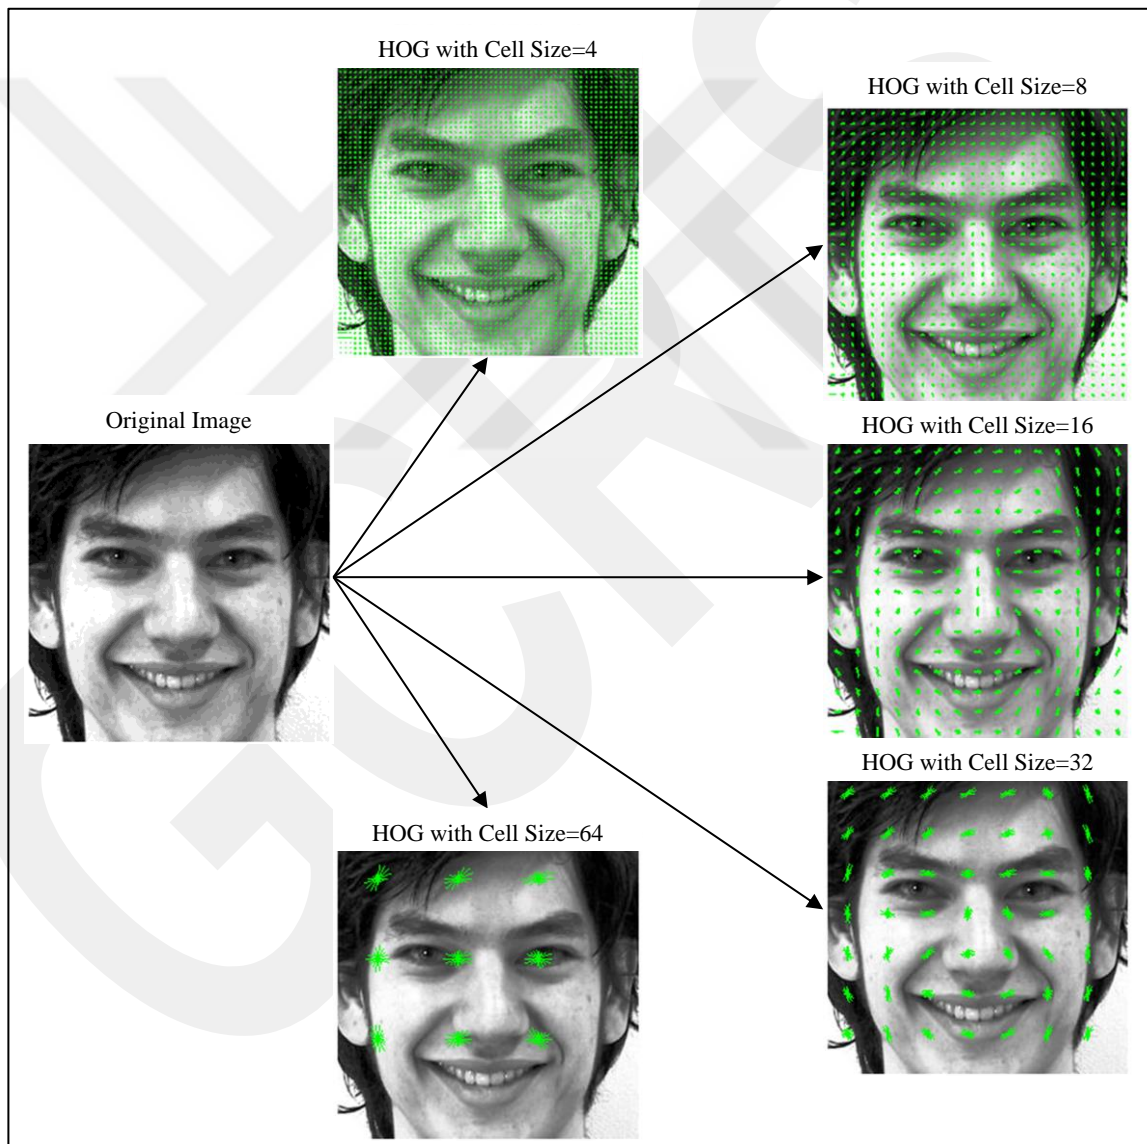 HOG with Cell Size=4
HOG with Cell Size=8
Original Image
HOG with Cell Size=16
HOG with Cell Size=32
HOG with Cell Size=64